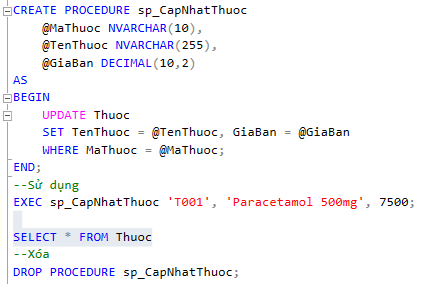 CREATE PROCEDURE sp_CapNhatThuoc
    @MaThuoc NVARCHAR(10),
    @TenThuoc NVARCHAR(255),
    @GiaBan DECIMAL(10,2)
AS
BEGIN
    UPDATE Thuoc
    SET TenThuoc = @TenThuoc, GiaBan = @GiaBan
    WHERE MaThuoc = @MaThuoc;
END;
--Sử dụng
EXEC sp_CapNhatThuoc 'T001', 'Paracetamol 500mg', 7500;
SELECT * FROM Thuoc
--Xóa
DROP PROCEDURE sp_CapNhatThuoc;